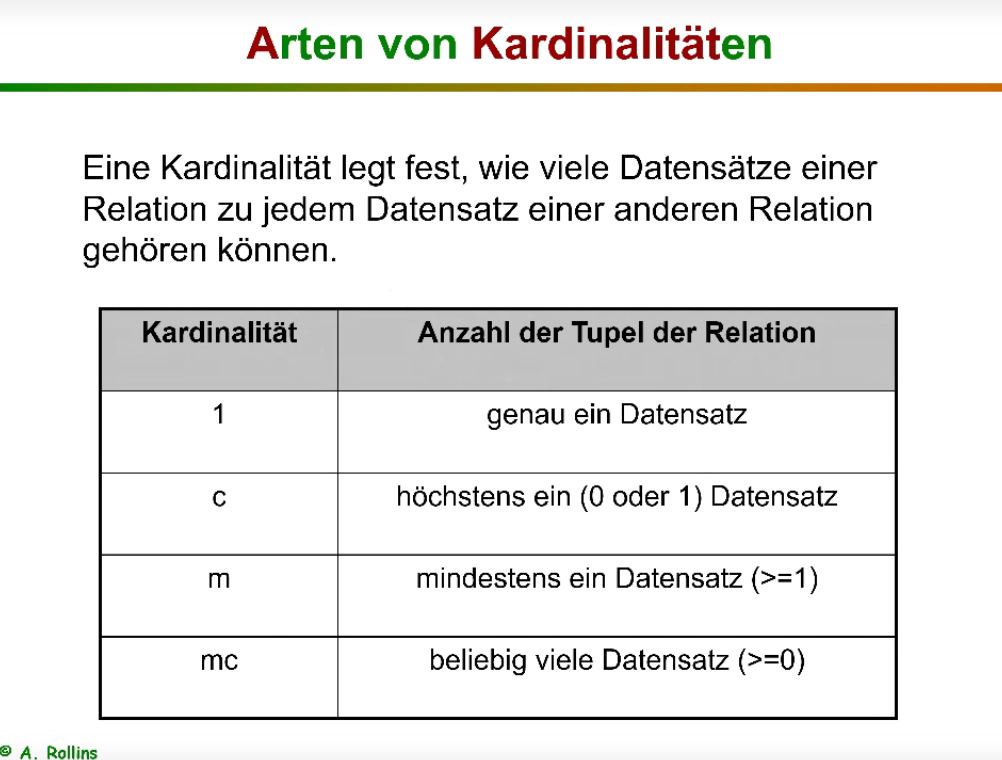 Arten von Kardinalitäten
Eine Kardinalität legt fest, wie viele Datensätze einer
Relation zu jedem Datensatz einer anderen Relation
gehören können.
Kardinalität Anzahl der Tupel der Relation
1 genau ein Datensatz
c höchstens ein (0 oder 1) Datensatz
m mindestens ein Datensatz (>=1)
mc beliebig viele Datensatz (>=0)
© A. Rollins